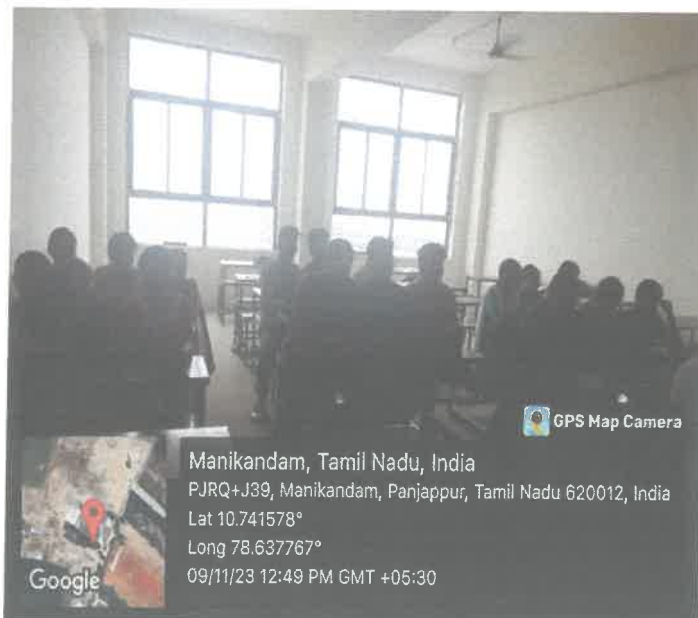 GPS Map Camera
Manikandam, Tamil Nadu, India
PJRQ+J39, Manikandam, Panjappur, Tamil Nadu 620012, India
Lat 10.741578°
Long 78.637767°
09/11/23 12:49 PM GMT +05:30
Google